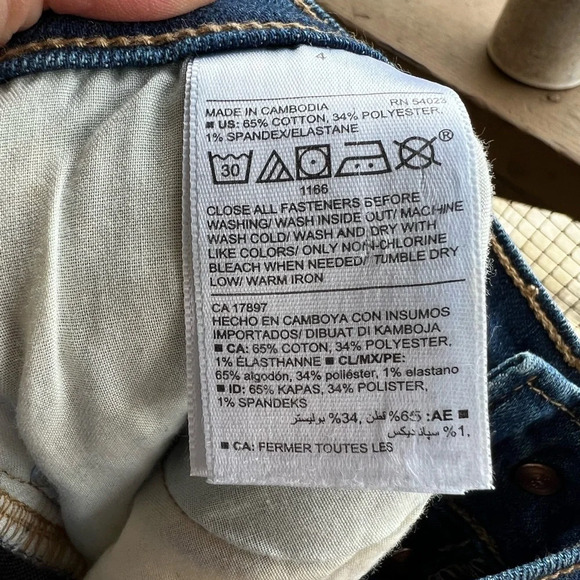 4
MADE IN CAMBODIA RN 54023
■ US: 65% COTTON, 34% POLYESTER,
1% SPANDEX/ELASTANE
30 ®
1166
CLOSE ALL FASTENERS BEFORE
WASHING/ WASH INSIDE OUT/ MACHINE
WASH COLD/ WASH AND DRY WITH
LIKE COLORS/ ONLY NON-CHLORINE
BLEACH WHEN NEEDED/ TUMBLE DRY
LOW/ WARM IRON
CA 17897
HECHO EN CAMBOYA CON INSUMOS
IMPORTADOS/ DIBUAT DI KAMBOJA
■ CA: 65% COTTON, 34% POLYESTER,
1% ÉLASTHANNE ■ CL/MX/PE:
65% algodón, 34% poliéster, 1% elastano
■ ID: 65% KAPAS, 34% POLISTER,
1% SPANDEKS
■ AE: 65% قطن, 34% بوليستر
,1% سباندیکس
■ CA: FERMER TOUTES LES